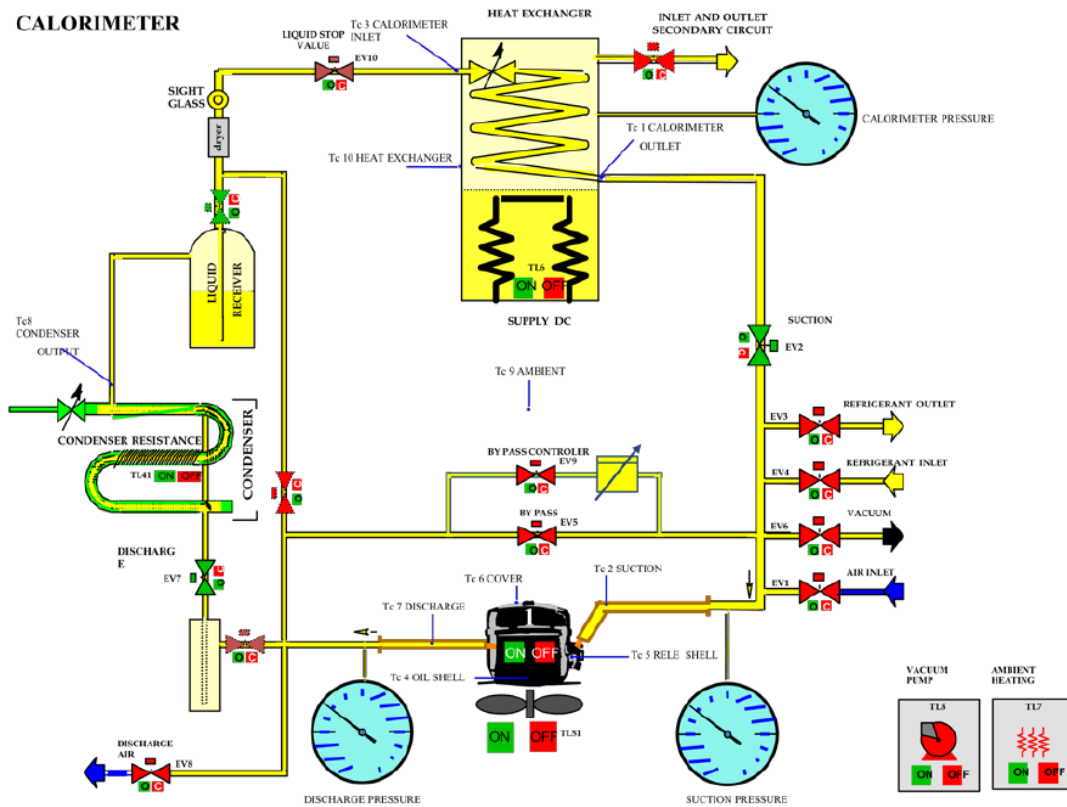 CALORIMETER
HEAT EXCHANGER
Tc 3 CALORIMETER
INLET
LIQUID STOP
VALUE
EV10
O C
INLET AND OUTLET
SECONDARY CIRCUIT
O C
SIGHT
GLASS
dryer
Tc 1 CALORIMETER
OUTLET
CALORIMETER PRESSURE
Tc 10 HEAT EXCHANGER
C
O
LIQUID
RECEIVER
TL6
ON OFF
SUPPLY DC
Tc8
CONDENSER
OUTPUT
SUCTION
O
C
EV2
Tc 9 AMBIENT
CONDENSER RESISTANCE
TL41 ON OFF
CONDENSER
C
O
EV3
REFRIGERANT OUTLET
O C
BY PASS CONTROLER
EV9
O C
EV4
REFRIGERANT INLET
O C
BY PASS
EV5
O C
EV6
VACUUM
O C
DISCHARG
E
EV7
C
O
EV1
AIR INLET
O C
Tc 6 COVER
Tc 2 SUCTION
Tc 7 DISCHARGE
O C
ON OFF
Tc 5 RELE SHELL
Tc 4 OIL SHELL
ON OFF TL51
VACUUM
PUMP
TL8
ON OFF
AMBIENT
HEATING
TL7
ON OFF
DISCHARGE
AIR
EV8
O C
DISCHARGE PRESSURE
SUCTION PRESSURE